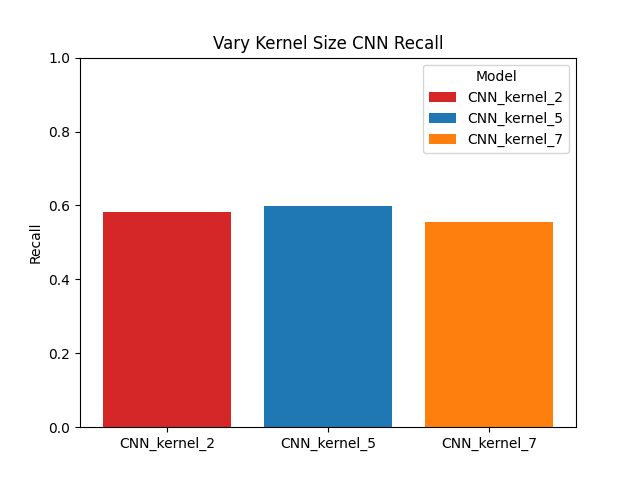 Vary Kernel Size CNN Recall
1.0
0.8
0.6
0.4
0.2
0.0
Recall
Model
CNN_kernel_2
CNN_kernel_5
CNN_kernel_7
CNN_kernel_2 CNN_kernel_5 CNN_kernel_7